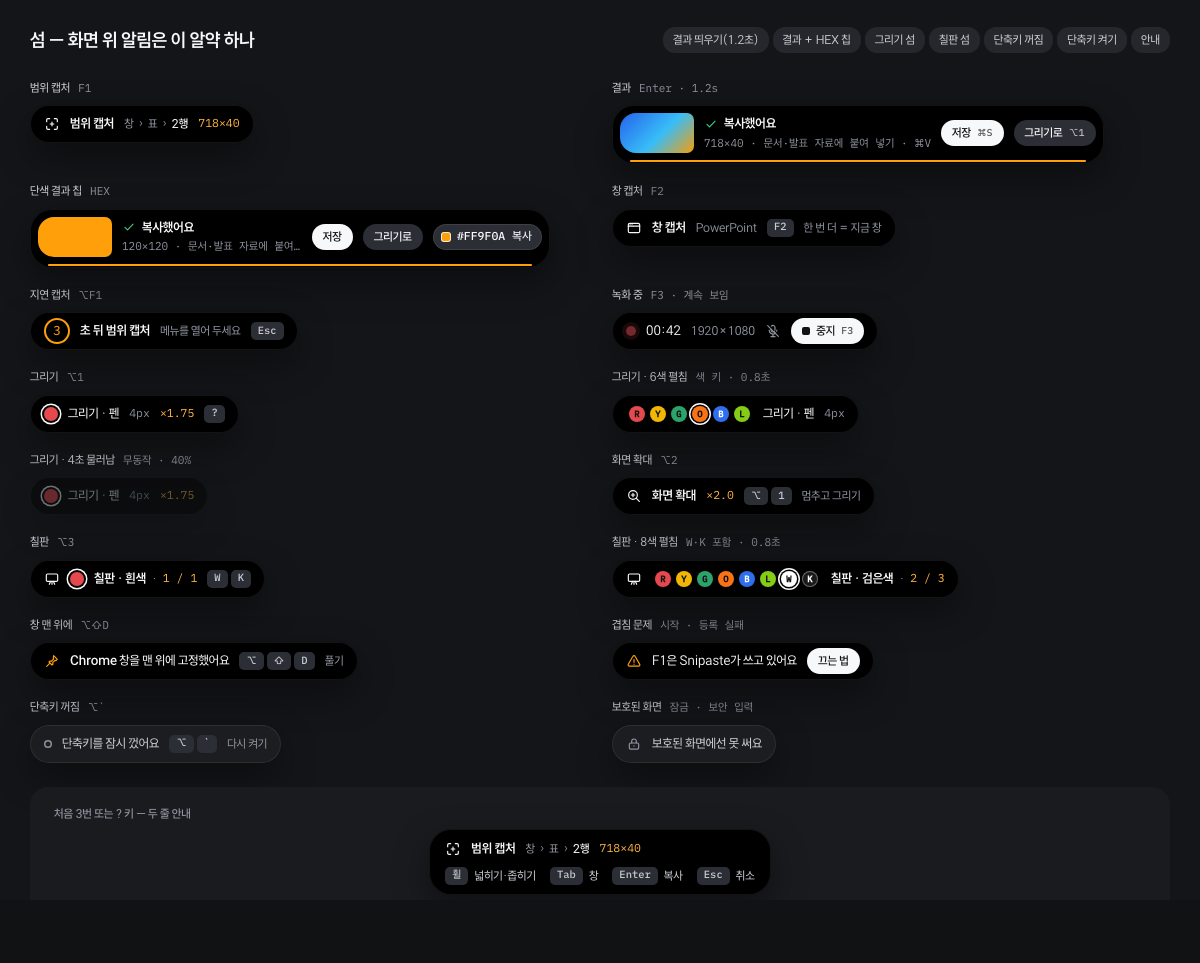 섬 — 화면 위 알림은 이 알약 하나
결과 띄우기(1.2초) 결과 + HEX 칩 그리기 섬 칠판 섬 단축키 꺼짐 단축키 켜기 안내
범위 캡처 F1
범위 캡처 창 › 표 › 2행 718×40
결과 Enter · 1.2s
복사했어요
718×40 · 문서·발표 자료에 붙여 넣기 · ⌘V
저장 ⌘S 그리기로 ⌥1
단색 결과 칩 HEX
복사했어요
120×120 · 문서·발표 자료에 붙여…
저장 그리기로 #FF9F0A 복사
창 캡처 F2
창 캡처 PowerPoint F2 한 번 더 = 지금 창
지연 캡처 ⌥F1
3 초 뒤 범위 캡처 메뉴를 열어 두세요 Esc
녹화 중 F3 · 계속 보임
00:42 1920×1080 중지 F3
그리기 ⌥1
그리기 · 펜 4px ×1.75 ?
그리기 · 6색 펼침 색 키 · 0.8초
R Y G O B L 그리기 · 펜 4px
그리기 · 4초 물러남 무동작 · 40%
그리기 · 펜 4px ×1.75
화면 확대 ⌥2
화면 확대 ×2.0 ⌥ 1 멈추고 그리기
칠판 ⌥3
칠판 · 흰색 · 1 / 1 W K
칠판 · 8색 펼침 W·K 포함 · 0.8초
R Y G O B L W K 칠판 · 검은색 · 2 / 3
창 맨 위에 ⌥⇧D
Chrome 창을 맨 위에 고정했어요 ⌥ ⇧ D 풀기
겹침 문제 시작 · 등록 실패
F1은 Snipaste가 쓰고 있어요 끄는 법
단축키 꺼짐 ⌥`
단축키를 잠시 껐어요 ⌥ ` 다시 켜기
보호된 화면 잠금 · 보안 입력
보호된 화면에선 못 써요
처음 3번 또는 ? 키 — 두 줄 안내
범위 캡처 창 › 표 › 2행 718×40
휠 넓히기·좁히기 Tab 창 Enter 복사 Esc 취소